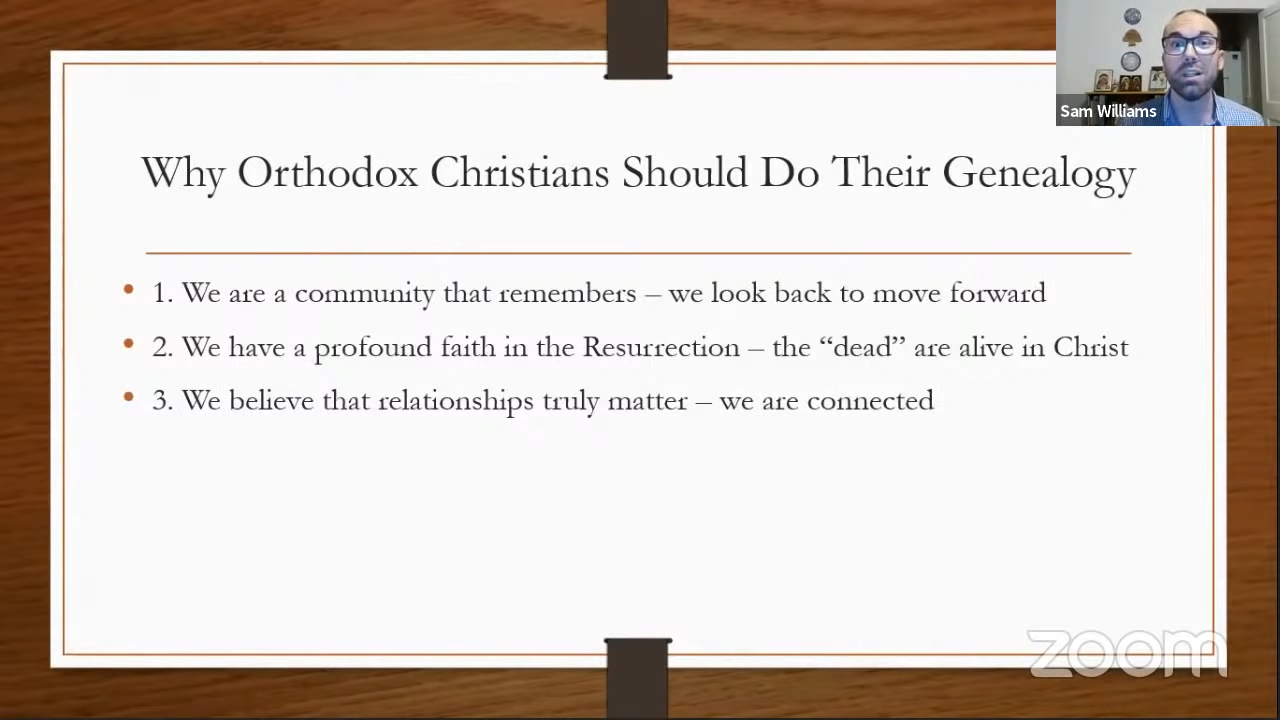 Sam Williams
Why Orthodox Christians Should Do Their Genealogy
• 1. We are a community that remembers – we look back to move forward
• 2. We have a profound faith in the Resurrection – the “dead” are alive in Christ
• 3. We believe that relationships truly matter – we are connected
zoom